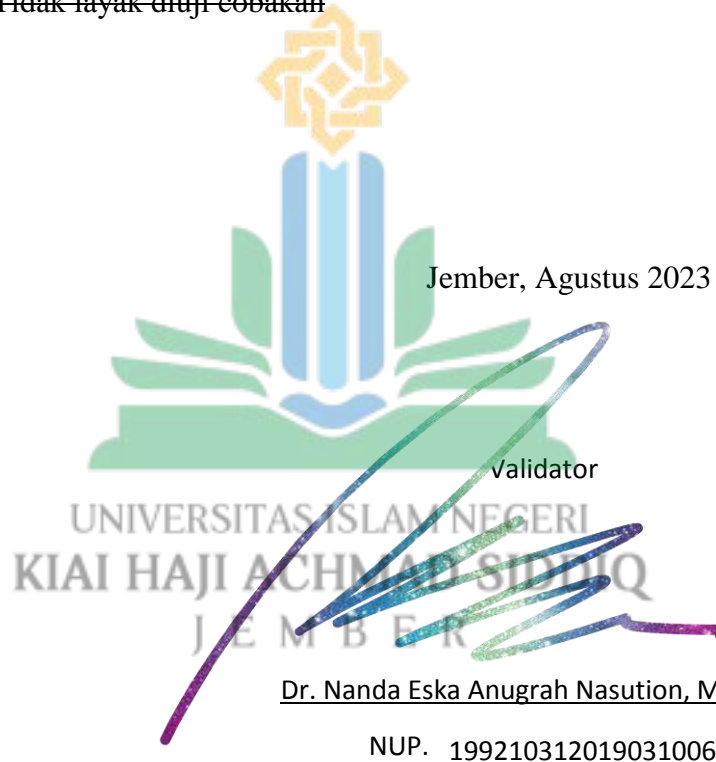 Tidak layak diuji cobakan
Jember, Agustus 2023
Validator
UNIVERSITAS ISLAM NEGERI
KIAI HAJI ACHMAD SIDDIQ
JEMBER
Dr. Nanda Eska Anugrah Nasution, M
NUP. 199210312019031006